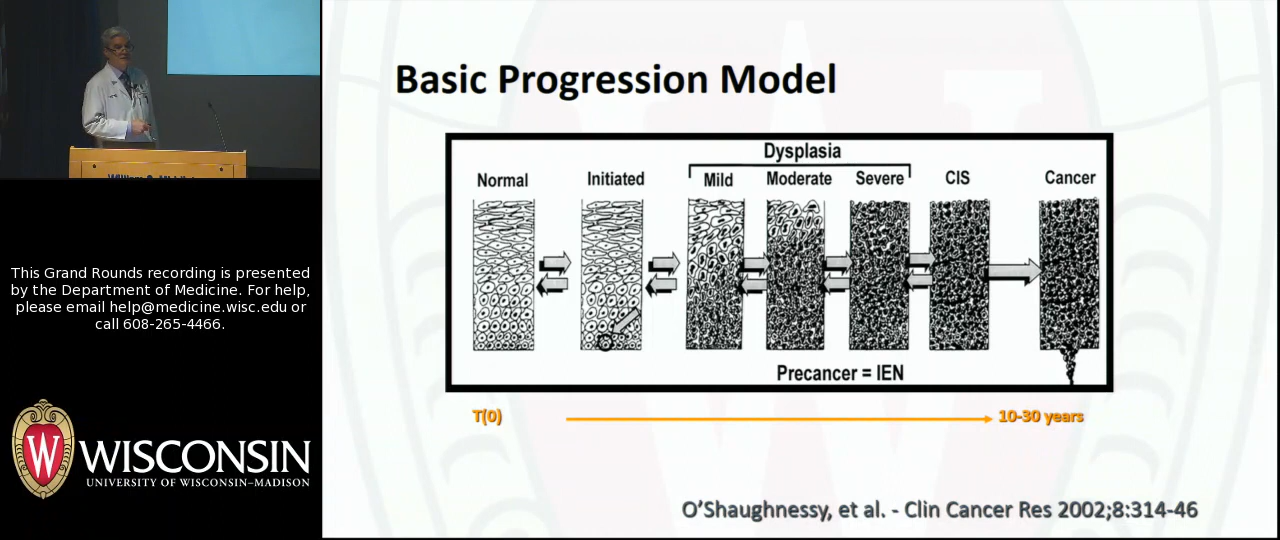 Basic Progression Model
Dysplasia
Normal Initiated Mild Moderate Severe CIS Cancer
Precancer = IEN
T(0) 10-30 years
O'Shaughnessy, et al. - Clin Cancer Res 2002;8:314-46
This Grand Rounds recording is presented
by the Department of Medicine. For help,
please email help@medicine.wisc.edu or
call 608-265-4466.
W
WISCONSIN
UNIVERSITY OF WISCONSIN–MADISON